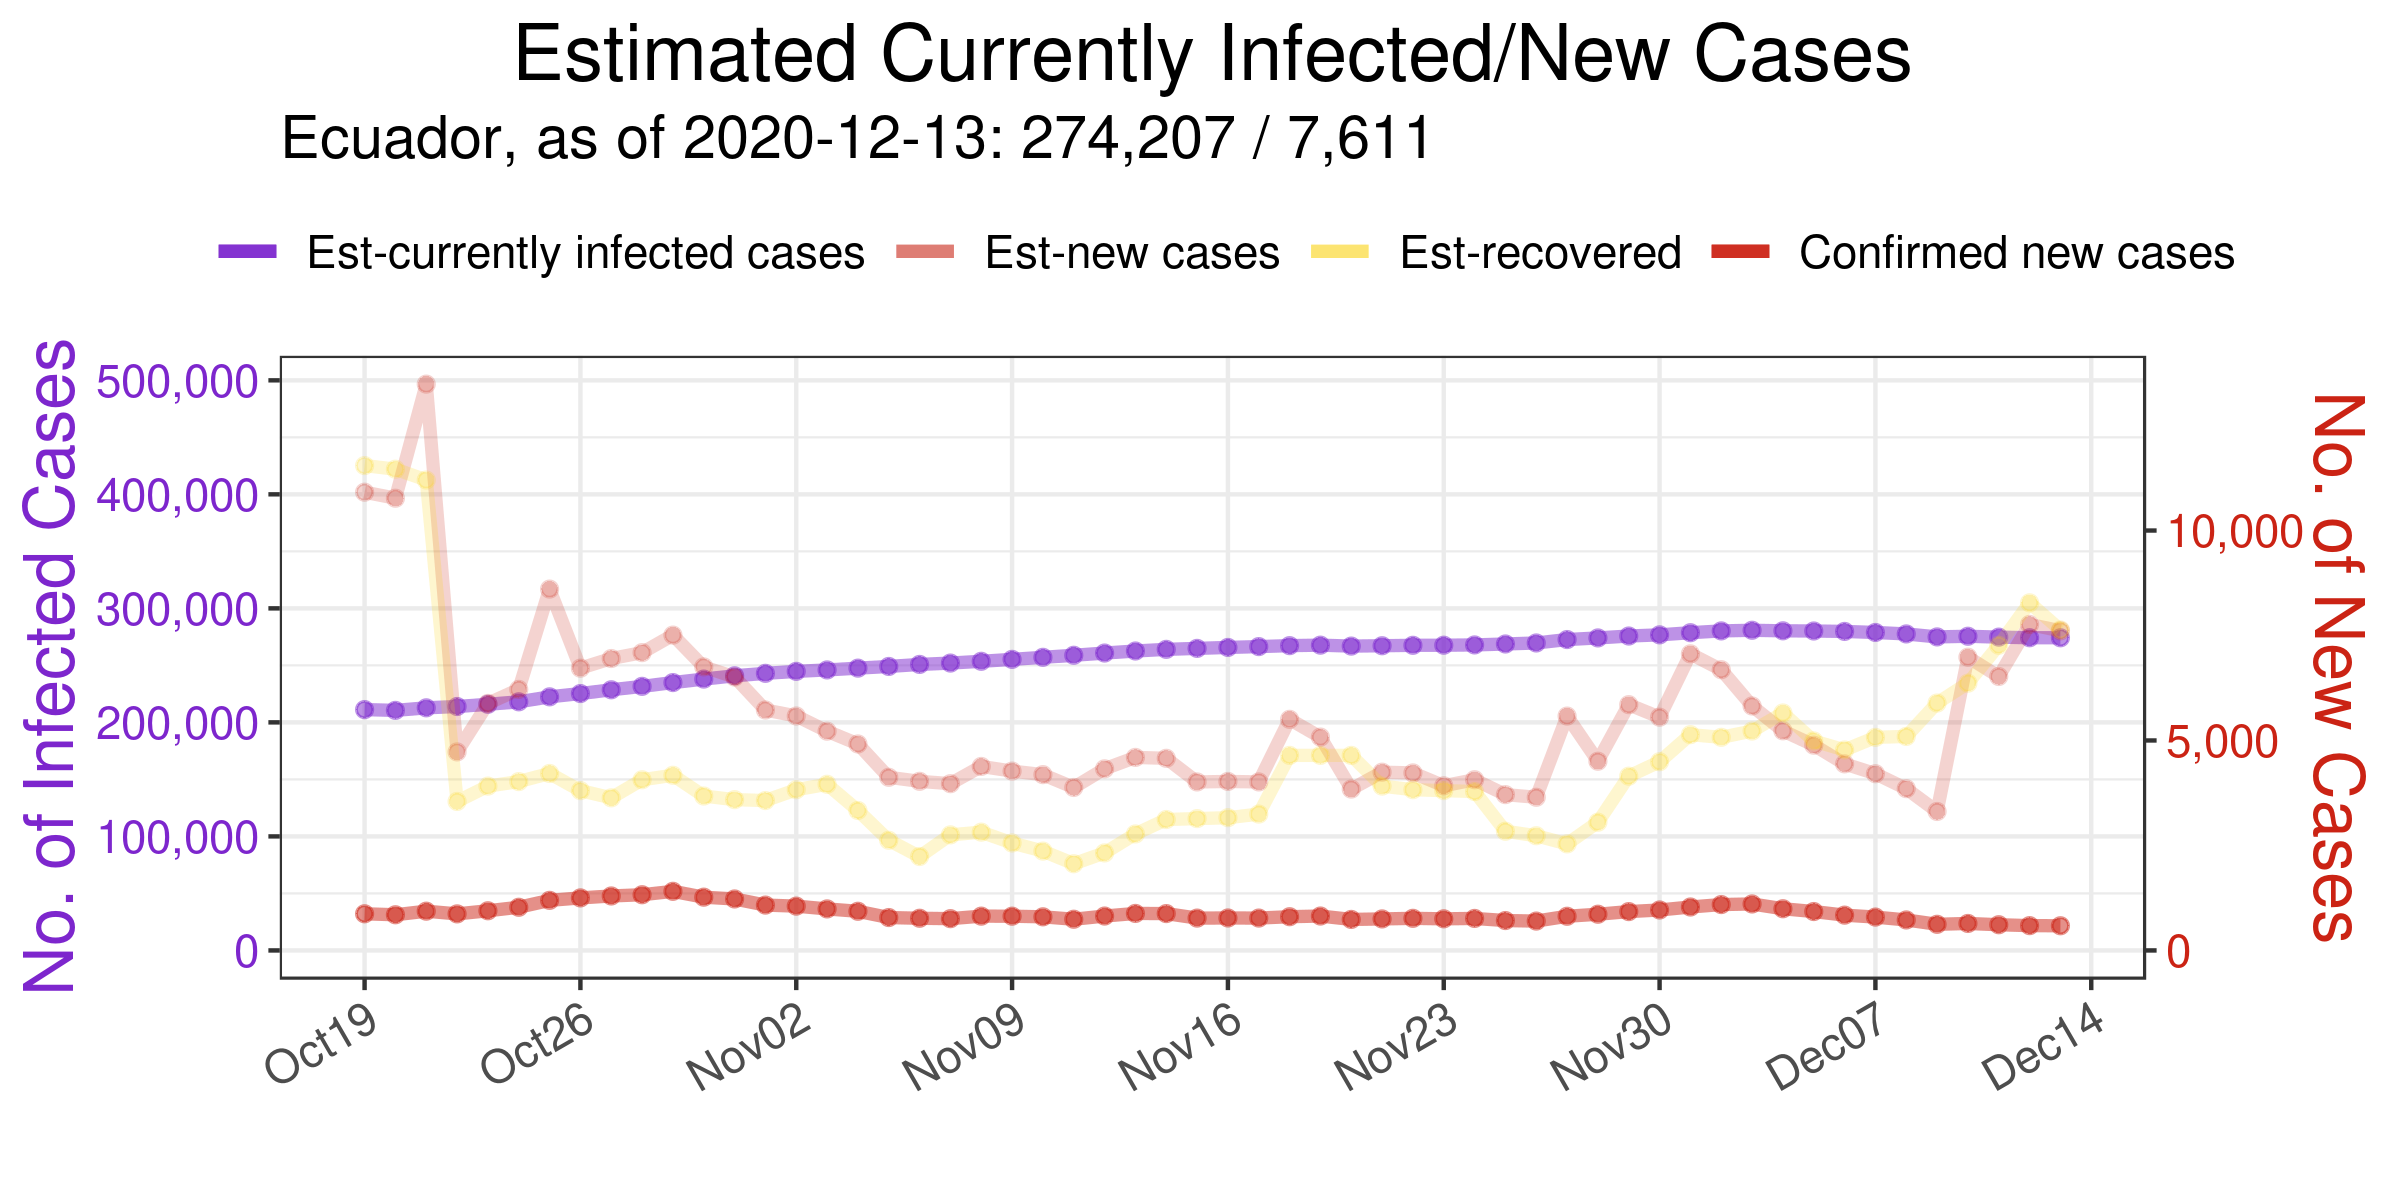 Estimated Currently Infected/New Cases
Ecuador, as of 2020-12-13: 274,207 / 7,611
Est-currently infected cases Est-new cases Est-recovered Confirmed new cases
No. of Infected Cases
500,000
400,000
300,000
200,000
100,000
0
10,000
5,000
0
No. of New Cases
Oct19 Oct26 Nov02 Nov09 Nov16 Nov23 Nov30 Dec07 Dec14